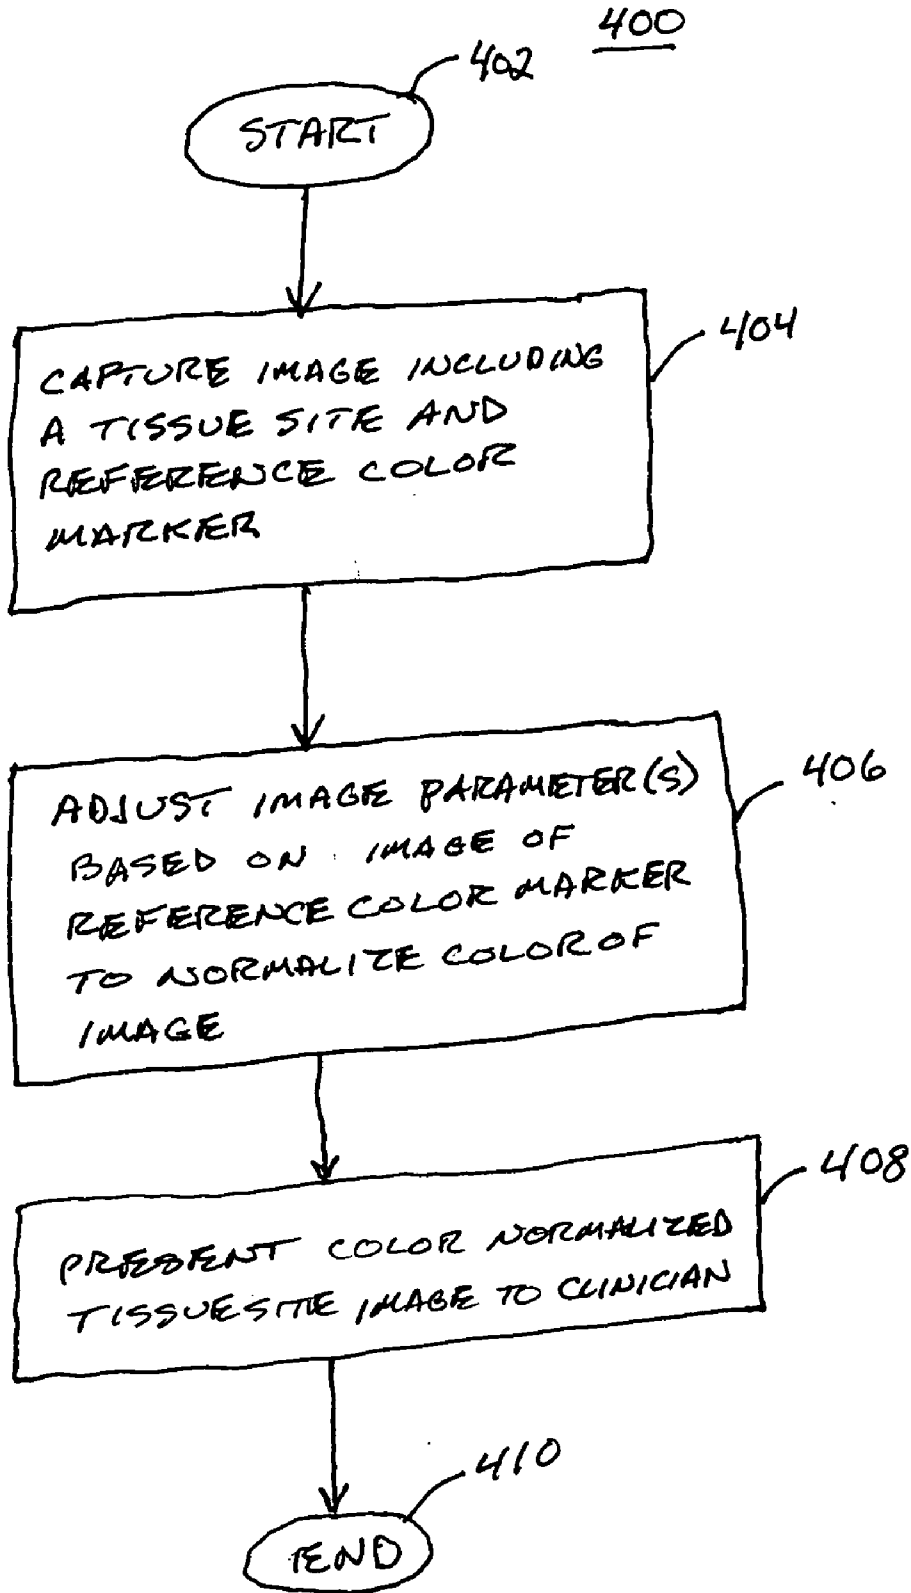 400
402
START
404
CAPTURE IMAGE INCLUDING
A TISSUE SITE AND
REFERENCE COLOR
MARKER
406
ADJUST IMAGE PARAMETER(S)
BASED ON IMAGE OF
REFERENCE COLOR MARKER
TO NORMALIZE COLOR OF
IMAGE
408
PRESENT COLOR NORMALIZED
TISSUE SITE IMAGE TO CLINICIAN
410
END